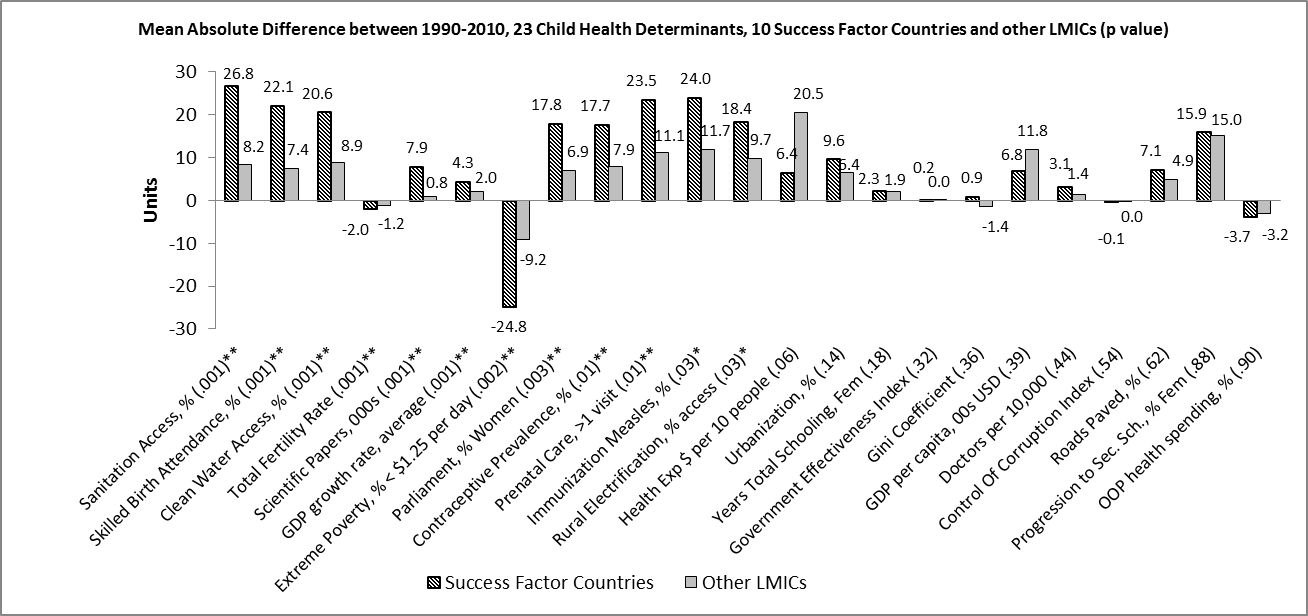 Mean Absolute Difference between 1990-2010, 23 Child Health Determinants, 10 Success Factor Countries and other LMICs (p value)
Units
30
20
10
0
-10
-20
-30
26.8
8.2
22.1
7.4
20.6
8.9
-2.0
-1.2
7.9
0.8
4.3
2.0
-24.8
-9.2
17.8
6.9
17.7
7.9
23.5
11.1
24.0
11.7
18.4
9.7
6.4
20.5
9.6
6.4
2.3
1.9
0.2
0.0
0.9
-1.4
6.8
11.8
3.1
1.4
-0.1
0.0
7.1
4.9
15.9
15.0
-3.7
-3.2
Sanitation Access, % (.001)**
Skilled Birth Attendance, % (.001)**
Clean Water Access, % (.001)**
Total Fertility Rate (.001)**
Scientific Papers, 000s (.001)**
GDP growth rate, average (.001)**
Extreme Poverty, % < $1.25 per day (.002)**
Parliament, % Women (.003)**
Contraceptive Prevalence, % (.01)**
Prenatal Care, >1 visit (.01)**
Immunization Measles, % (.03)*
Rural Electrification, % access (.03)*
Health Exp $ per 10 people (.06)
Urbanization, % (.14)
Years Total Schooling, Fem (.18)
Government Effectiveness Index (.32)
Gini Coefficient (.36)
GDP per capita, 00s USD (.39)
Doctors per 10,000 (.44)
Control Of Corruption Index (.54)
Roads Paved, % (.62)
Progression to Sec. Sch., % Fem (.88)
OOP health spending, % (.90)
Success Factor Countries
Other LMICs